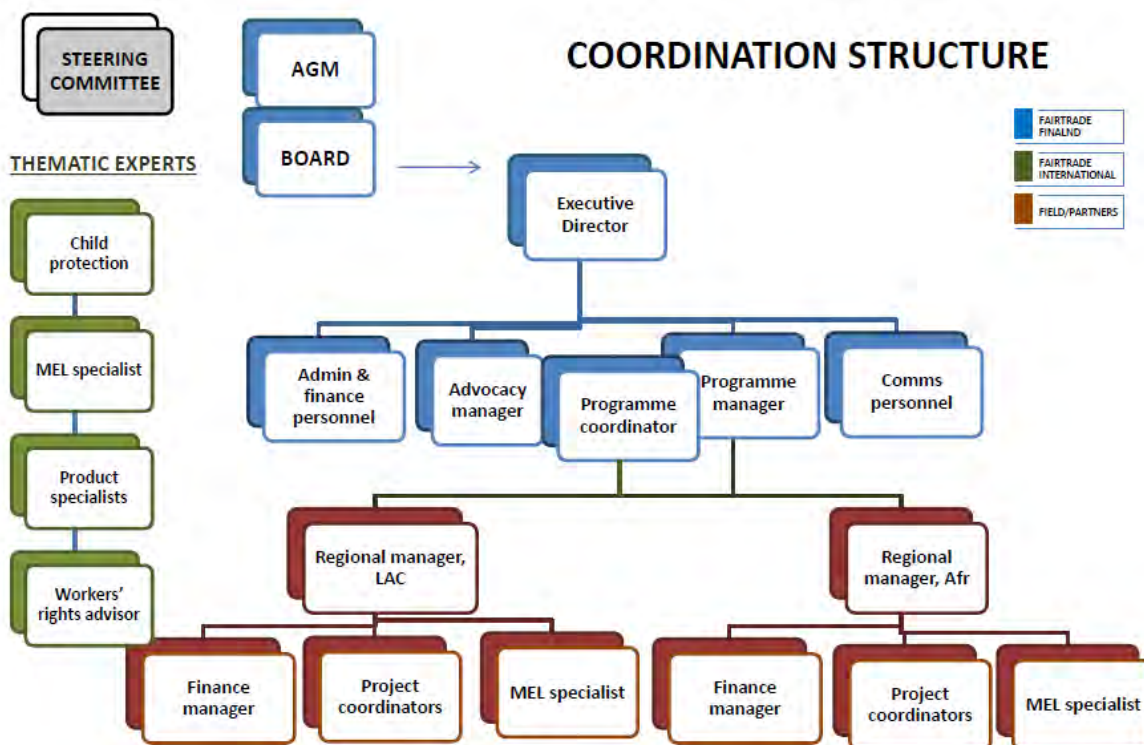 STEERING
COMMITTEE
AGM
BOARD
COORDINATION STRUCTURE
FAIRTRADE
FINALND
FAIRTRADE
INTERNATIONAL
FIELD/PARTNERS
THEMATIC EXPERTS
Child
protection
MEL specialist
Product
specialists
Workers'
rights advisor
Executive
Director
Admin &
finance
personnel
Advocacy
manager
Programme
coordinator
Programme
manager
Comms
personnel
Regional manager,
LAC
Regional
manager, Afr
Finance
manager
Project
coordinators
MEL specialist
Finance
manager
Project
coordinators
MEL specialist